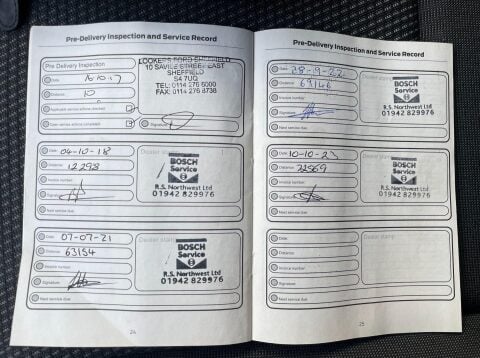 Pre-Delivery Inspection and Service Record
Pre Delivery Inspection
Date:
Distance: 10
Applicable service actions checked
Open service actions completed
Signature:
LOOKERS FORD SHEFFIELD
10 SAVILE STREET EAST
SHEFFIELD
S4 7UQ
TEL: 0114 276 6000
FAX: 0114 276 8738
Date: 04-10-18
Distance: 12298
Invoice number:
Signature:
Next service due:
Dealer stamp
BOSCH
Service
R.S. Northwest Ltd
01942 829976
Date: 07-07-21
Distance:
Invoice number:
Signature:
Next service due:
Dealer stamp
BOSCH
Service
R.S. Northwest Ltd
01942 829976
24
Pre-Delivery Inspection and Service Record
Date: 28-9-22
Distance: 63146
Invoice number:
Signature:
Next service due:
BOSCH
Service
R.S. Northwest Ltd
01942 829976
Date: 10-10-23
Distance: 72569
Invoice number:
Signature:
Next service due:
Dealer stamp
BOSCH
Service
R.S. Northwest Ltd
01942 829976
Date:
Distance:
Invoice number:
Signature:
Next service due:
Dealer stamp
25